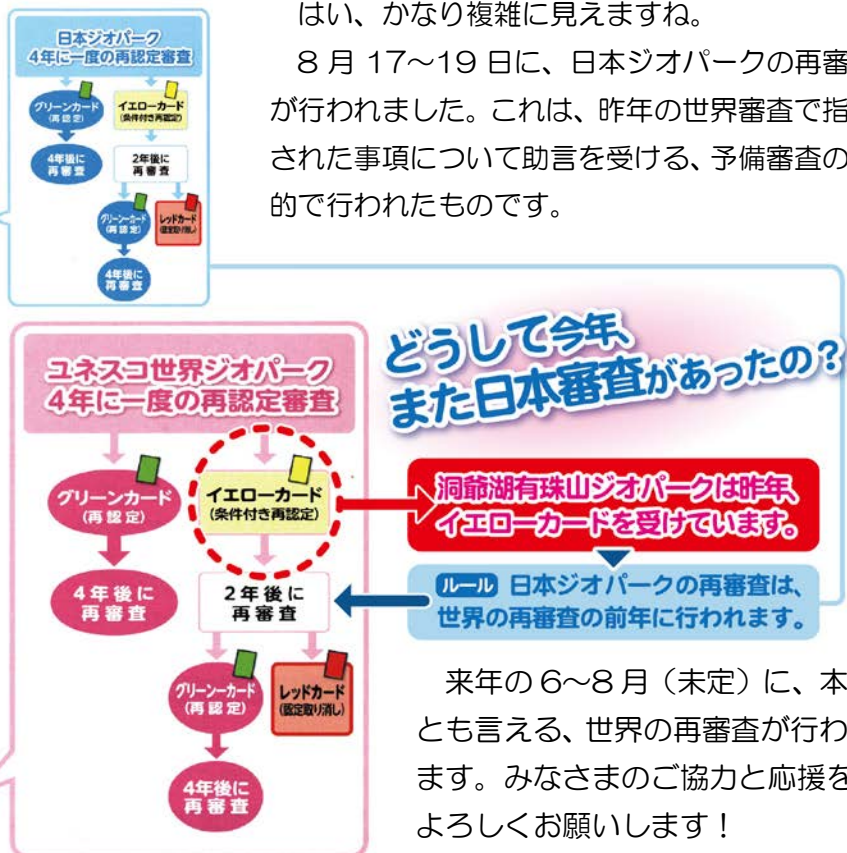 日本ジオパーク
4年に一度の再認定審査
グリーンカード
(再認定)
イエローカード
(条件付き再認定)
4年後に
再審査
2年後に
再審査
グリーンーカード
(再認定)
レッドカード
(認定取り消し)
4年後に
再審査
はい、かなり複雑に見えますね。
8月17～19日に、日本ジオパークの再審
が行われました。これは、昨年の世界審査で指
された事項について助言を受ける、予備審査の
的で行われたものです。
どうして今年、
また日本審査があったの?
ユネスコ世界ジオパーク
4年に一度の再認定審査
グリーンカード
(再認定)
イエローカード
(条件付き再認定)
4年後に
再審査
2年後に
再審査
グリーンーカード
(再認定)
レッドカード
(認定取り消し)
4年後に
再審査
洞爺湖有珠山ジオパークは昨年、
イエローカードを受けています。
ルール 日本ジオパークの再審査は、
世界の再審査の前年に行われます。
来年の6～8月（未定）に、本
とも言える、世界の再審査が行わ
ます。みなさまのご協力と応援を
よろしくお願いします！